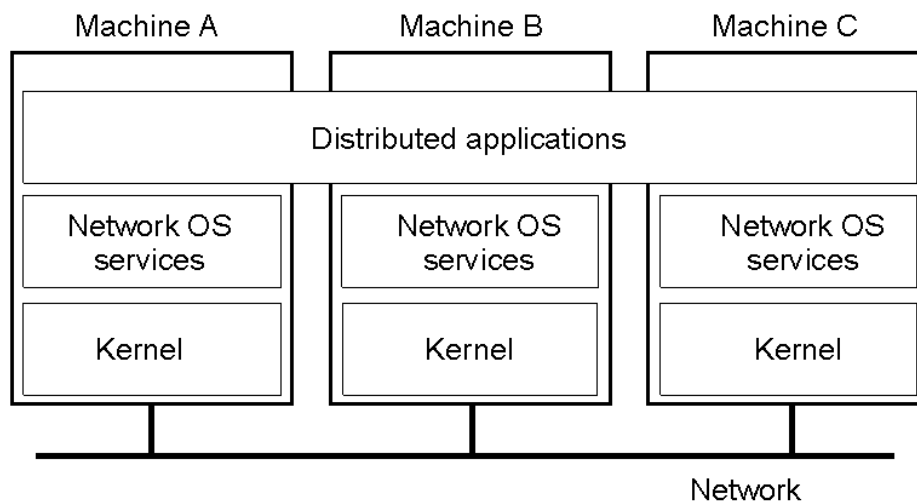 Machine A
Machine B
Machine C
Distributed applications
Network OS
services
Network OS
services
Network OS
services
Kernel
Kernel
Kernel
Network